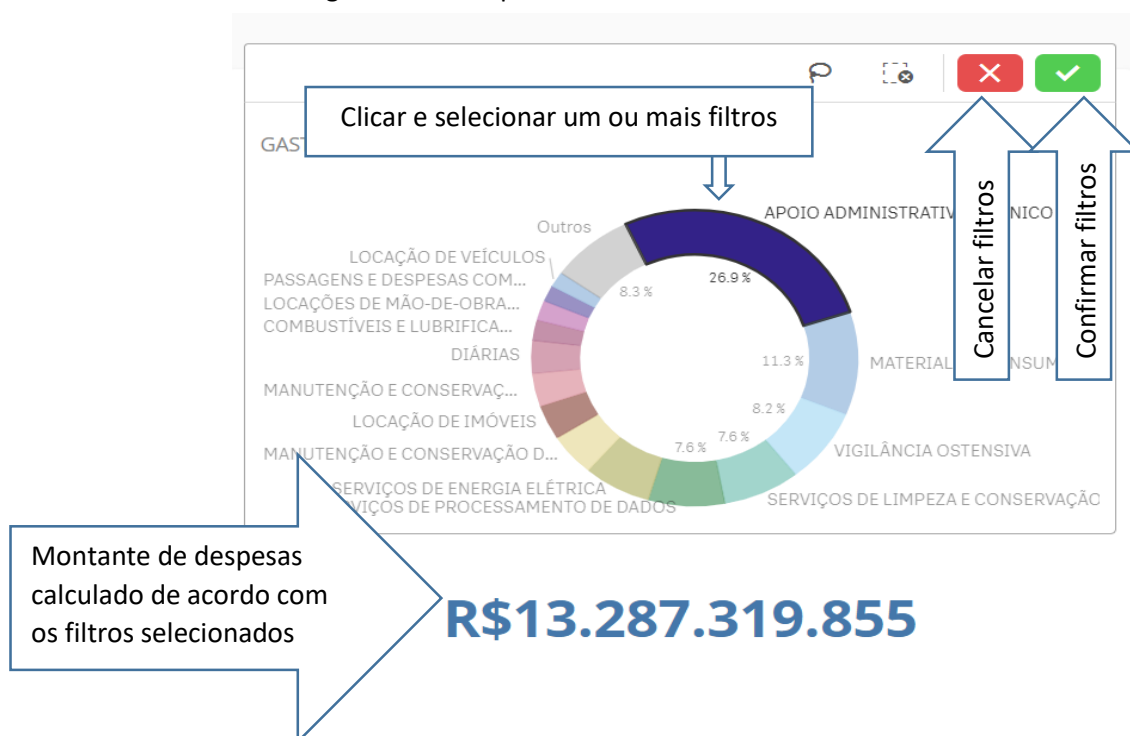 Clicar e selecionar um ou mais filtros
GAS
Cancelar filtros
Confirmar filtros
APOIO ADMINISTRATIV NICO
Outros
LOCAÇÃO DE VEÍCULOS
PASSAGENS E DESPESAS COM...
LOCAÇÕES DE MÃO-DE-OBRA...
COMBUSTÍVEIS E LUBRIFICA...
DIÁRIAS
MANUTENÇÃO E CONSERVAÇ...
LOCAÇÃO DE IMÓVEIS
MANUTENÇÃO E CONSERVAÇÃO D...
SERVIÇOS DE ENERGIA ELÉTRICA
VIÇOS DE PROCESSAMENTO DE DADOS
26.9 %
8.3 %
11.3 %
8.2 %
7.6 %
7.6 %
MATERIAL NSUM
VIGILÂNCIA OSTENSIVA
SERVIÇOS DE LIMPEZA E CONSERVAÇÃO
Montante de despesas
calculado de acordo com
os filtros selecionados
R$13.287.319.855